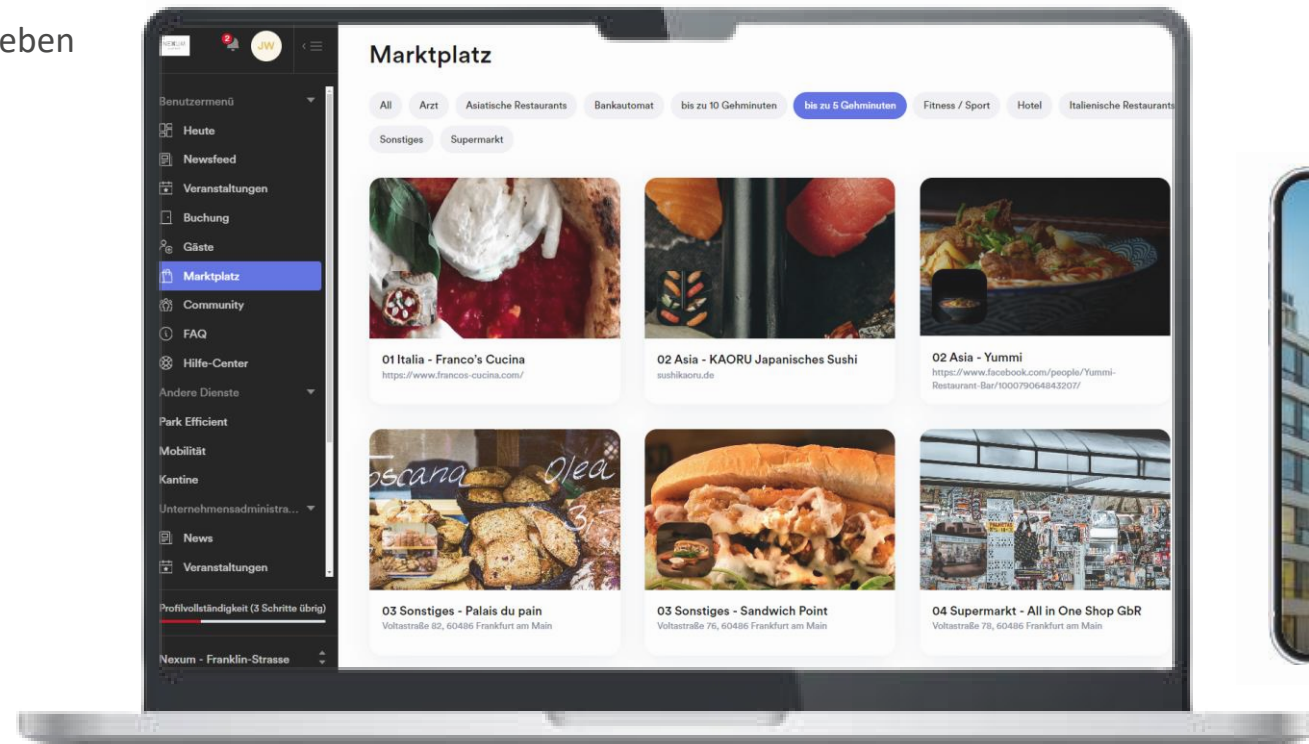 eben
NEXUM
2
JW
Marktplatz
Benutzermenü
Heute
Newsfeed
Veranstaltungen
Buchung
Gäste
Marktplatz
Community
FAQ
Hilfe-Center
Andere Dienste
Park Efficient
Mobilität
Kantine
Unternehmensadministra...
News
Veranstaltungen
Profilvollständigkeit (3 Schritte übrig)
Nexum - Franklin-Strasse
All Arzt Asiatische Restaurants Bankautomat bis zu 10 Gehminuten bis zu 5 Gehminuten Fitness / Sport Hotel Italienische Restaurants
Sonstiges Supermarkt
01 Italia - Franco's Cucina
https://www.francos-cucina.com/
02 Asia - KAORU Japanisches Sushi
sushikaoru.de
02 Asia - Yummi
https://www.facebook.com/people/Yummi-
Restaurant-Bar/100079064843207/
oscana Olea
03 Sonstiges - Palais du pain
Voltastraße 82, 60486 Frankfurt am Main
03 Sonstiges - Sandwich Point
Voltastraße 76, 60486 Frankfurt am Main
04 Supermarkt - All in One Shop GbR
Voltastraße 78, 60486 Frankfurt am Main